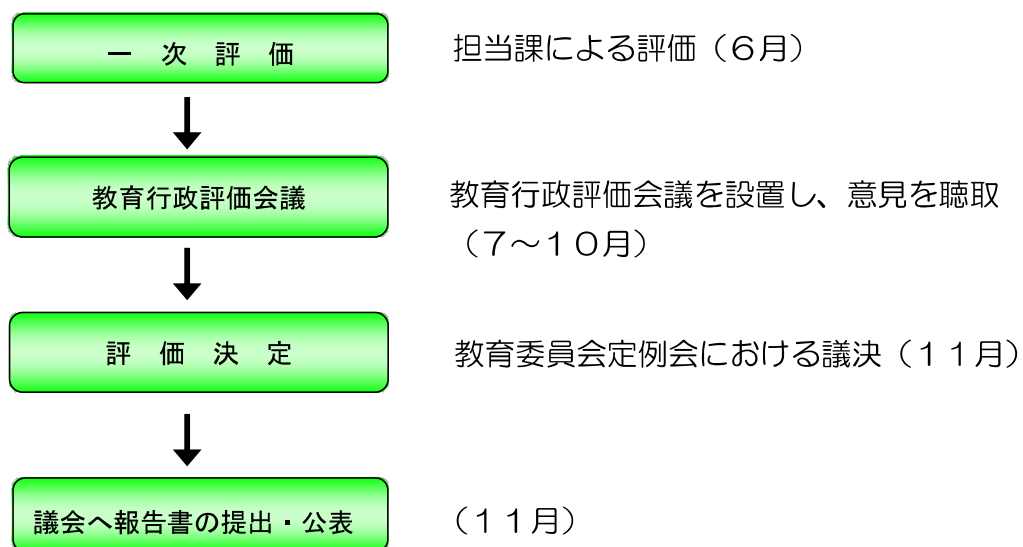 一 次 評 価
担当課による評価（６月）
教育行政評価会議
教育行政評価会議を設置し、意見を聴取
（７～１０月）
評 価 決 定
教育委員会定例会における議決（１１月）
議会へ報告書の提出・公表
（１１月）